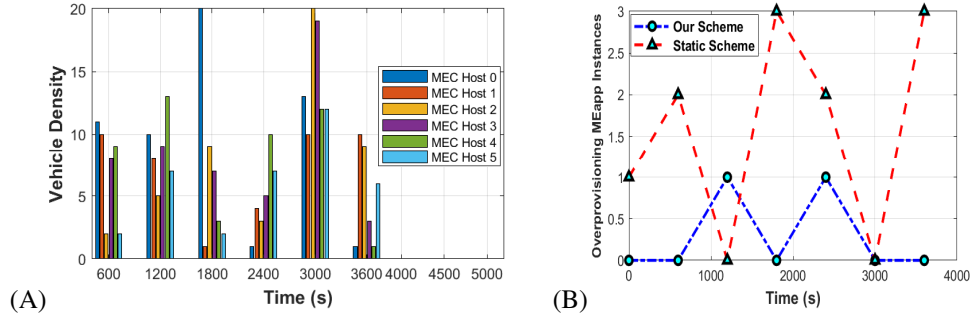 20
15
10
5
0
Vehicle Density
MEC Host 0
MEC Host 1
MEC Host 2
MEC Host 3
MEC Host 4
MEC Host 5
600 1200 1800 2400 3000 3600 4000 4500 5000
Time (s)
(A)
3
2.5
2
1.5
1
0.5
0
Overprovisioning MEapp Instances
Our Scheme
Static Scheme
0 1000 2000 3000 4000
Time (s)
(B)